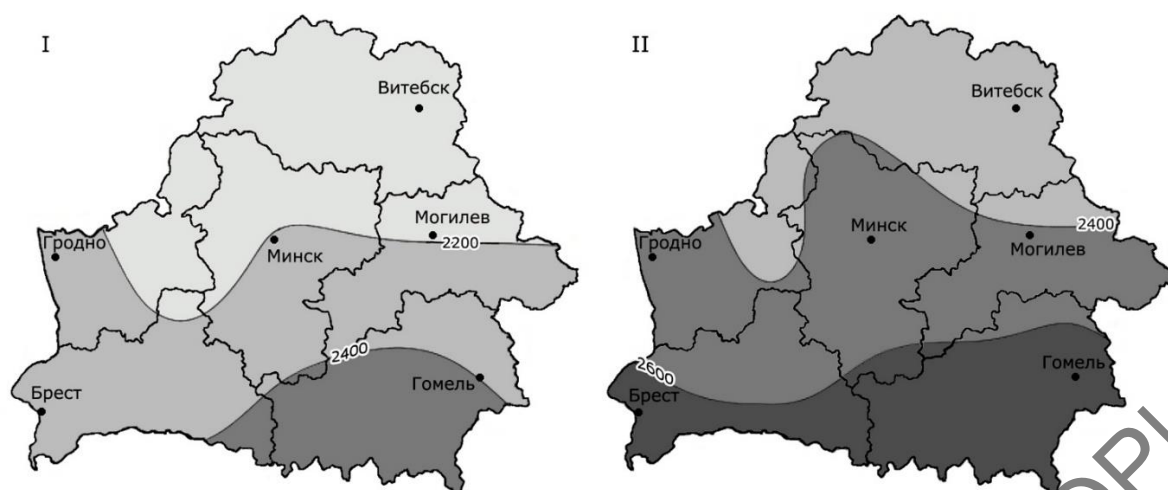 I
Витебск
Могилев
2200
Гродно
Минск
2400
Гомель
Брест
II
Витебск
2400
Могилев
Минск
Гродно
2600
Гомель
Брест